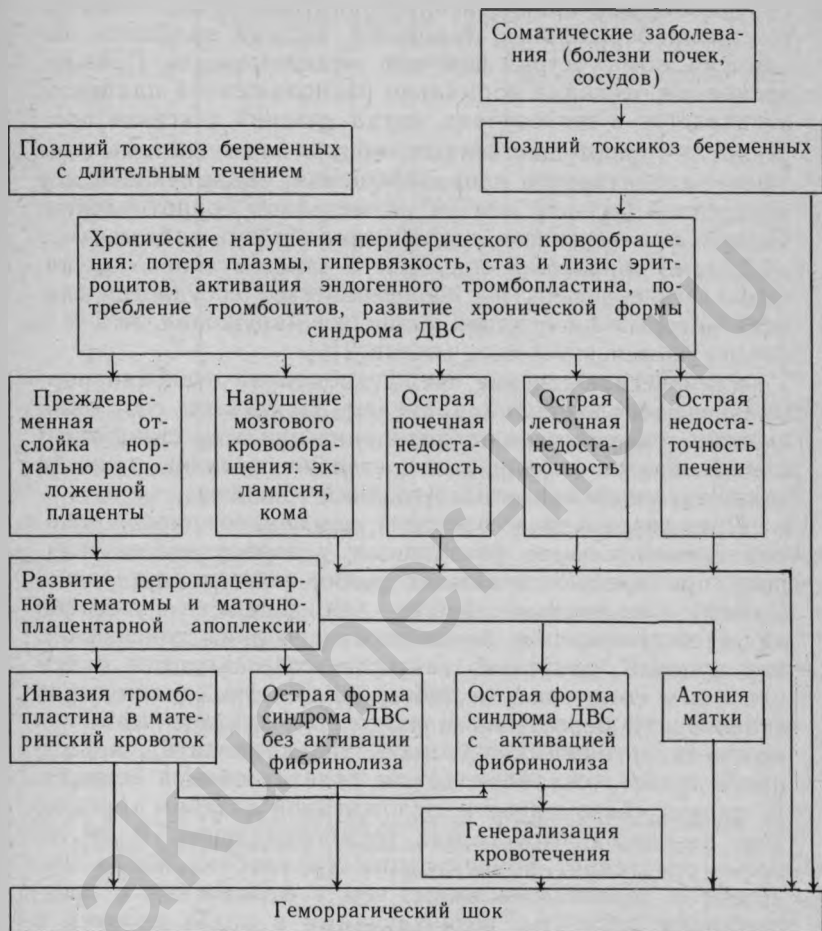 Соматические заболева-
ния (болезни почек,
сосудов)
Поздний токсикоз беременных
с длительным течением
Поздний токсикоз беременных
Хронические нарушения периферического кровообраще-
ния: потеря плазмы, гипервязкость, стаз и лизис эрит-
роцитов, активация эндогенного тромбопластина, по-
требление тромбоцитов, развитие хронической формы
синдрома ДВС
Преждевре-
менная от-
слойка нор-
мально распо-
ложенной
плаценты
Нарушение
мозгового
кровообра-
щения: эк-
лампсия,
кома
Острая
почечная
недоста-
точность
Острая
легочная
недоста-
точность
Острая
недоста-
точность
печени
Развитие ретроплацентар-
ной гематомы и маточно-
плацентарной апоплексии
Инвазия тромбо-
пластина в мате-
ринский кровоток
Острая форма
синдрома ДВС
без активации
фибринолиза
Острая форма
синдрома ДВС
с активацией
фибринолиза
Атония
матки
Генерализация
кровотечения
Геморрагический шок
akusher-lib.ru